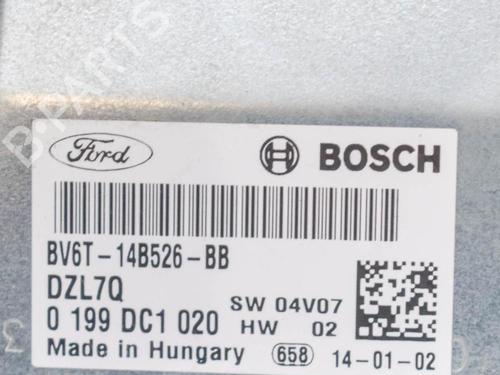 B-PARTS
Ford BOSCH
BV6T-14B526-BB
DZL7Q SW 04V07
0 199 DC1 020 HW 02
Made in Hungary 658 14-01-02
3